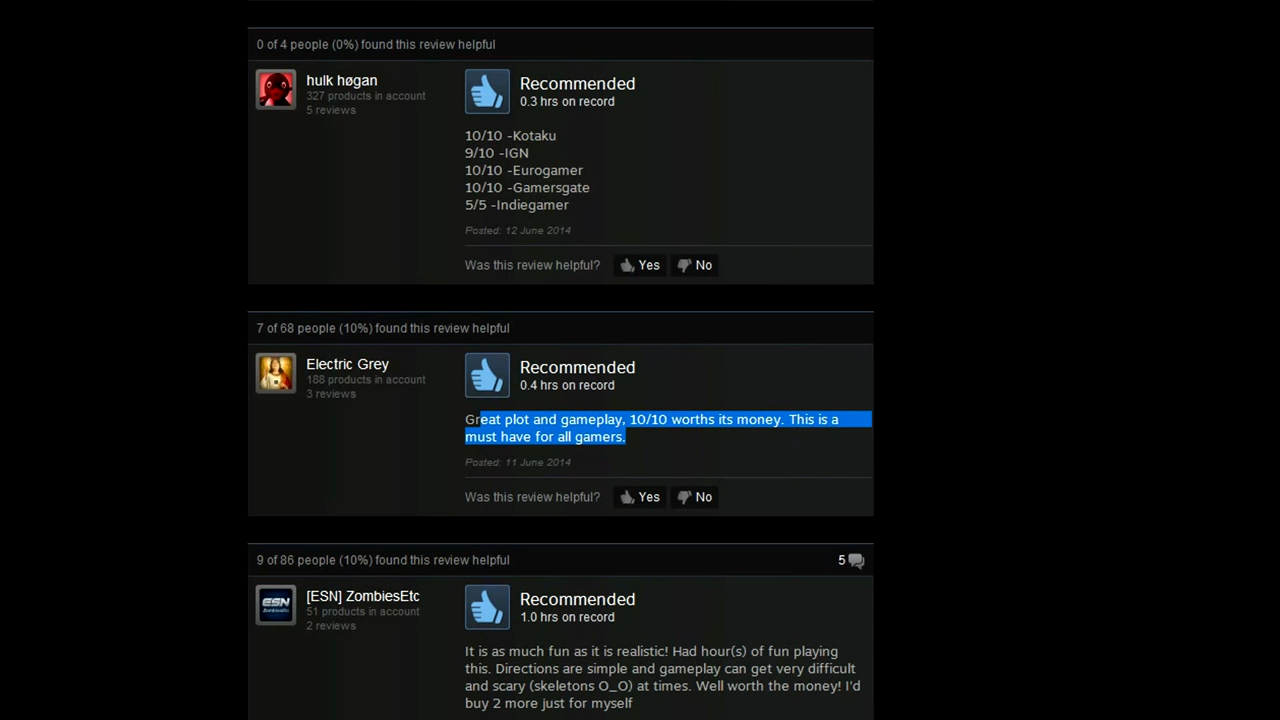 0 of 4 people (0%) found this review helpful
hulk høgan
327 products in account
5 reviews
Recommended
0.3 hrs on record
10/10 -Kotaku
9/10 -IGN
10/10 -Eurogamer
10/10 -Gamersgate
5/5 -Indiegamer
Posted: 12 June 2014
Was this review helpful? Yes No
7 of 68 people (10%) found this review helpful
Electric Grey
188 products in account
3 reviews
Recommended
0.4 hrs on record
Great plot and gameplay, 10/10 worths its money. This is a
must have for all gamers.
Posted: 11 June 2014
Was this review helpful? Yes No
9 of 86 people (10%) found this review helpful 5
ESN
[ESN] ZombiesEtc
51 products in account
2 reviews
Recommended
1.0 hrs on record
It is as much fun as it is realistic! Had hour(s) of fun playing
this. Directions are simple and gameplay can get very difficult
and scary (skeletons O_O) at times. Well worth the money! I'd
buy 2 more just for myself